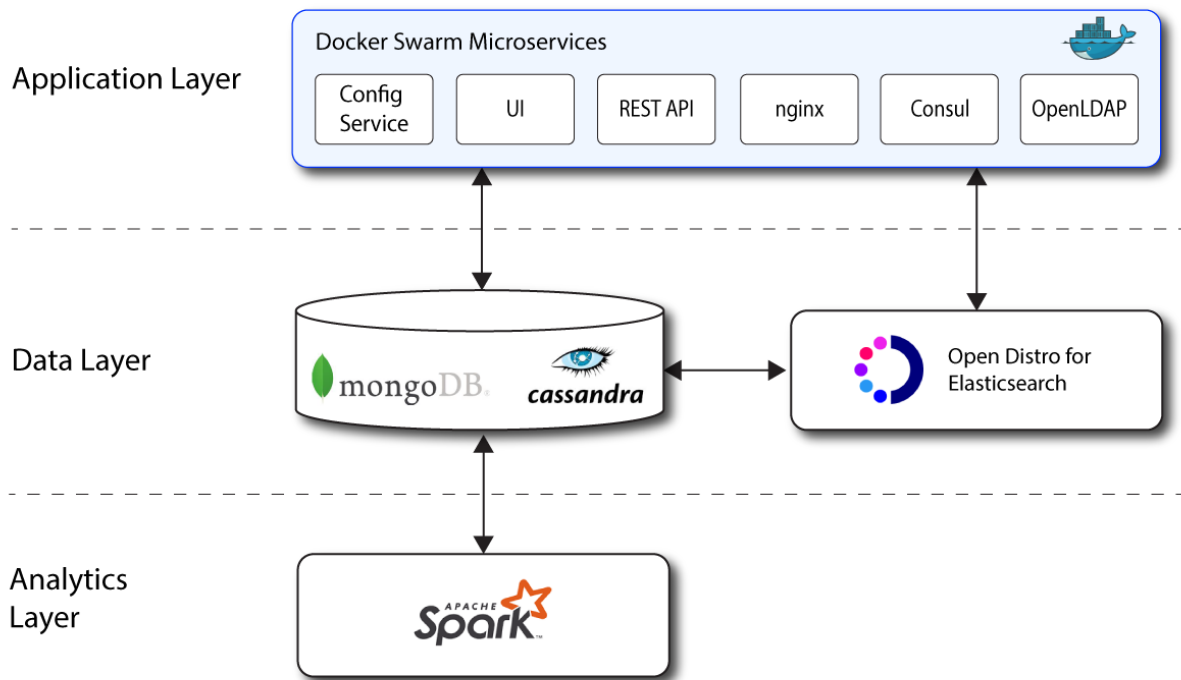 Application Layer
Docker Swarm Microservices
Config
Service
UI
REST API
nginx
Consul
OpenLDAP
Data Layer
mongoDB®
cassandra
Open Distro for
Elasticsearch
Analytics
Layer
APACHE
Spark™